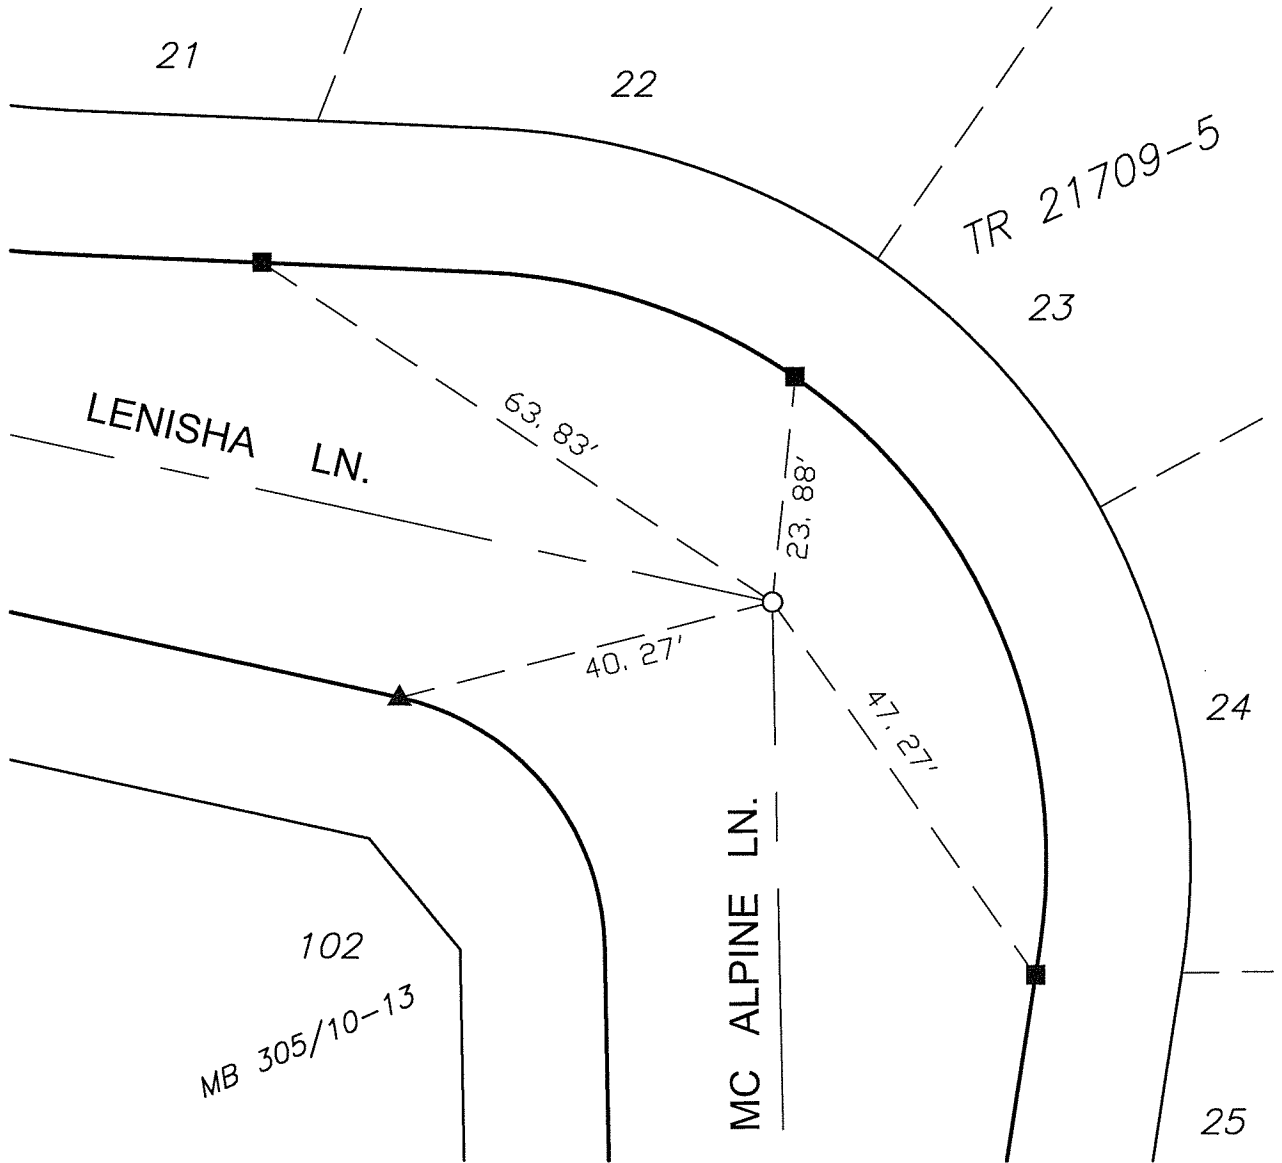 21
22
TR 21709-5
23
63.83'
LENISHA LN.
23.88'
40.27'
47.27'
24
MC ALPINE LN.
102
MB 305/10-13
25